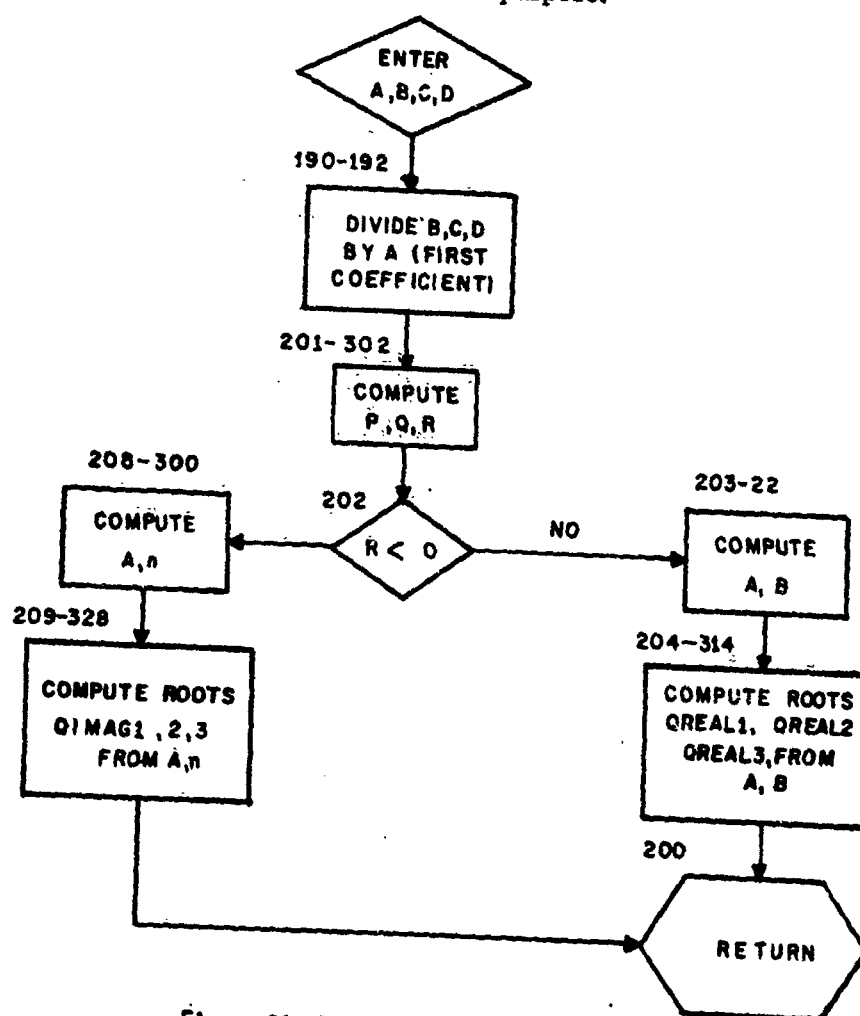 ENTER
A,B,C,D
190-192
DIVIDE B,C,D
BY A (FIRST
COEFFICIENT)
201-302
COMPUTE
P,Q,R
208-300
COMPUTE
A,n
202
R < 0
NO
203-22
COMPUTE
A, B
209-328
COMPUTE ROOTS
QIMAG1, 2,3
FROM A,n
204-314
COMPUTE ROOTS
QREAL1, QREAL2
QREAL3,FROM
A, B
200
RETURN